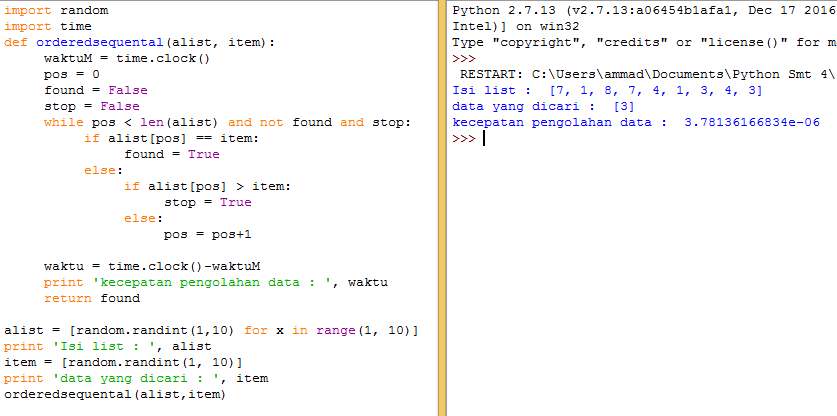 import random
import time
def orderedsequental(alist, item):
    waktuM = time.clock()
    pos = 0
    found = False
    stop = False
    while pos < len(alist) and not found and stop:
        if alist[pos] == item:
            found = True
        else:
            if alist[pos] > item:
                stop = True
            else:
                pos = pos+1
    waktu = time.clock()-waktuM
    print 'kecepatan pengolahan data : ', waktu
    return found
alist = [random.randint(1,10) for x in range(1, 10)]
print 'Isi list : ', alist
item = [random.randint(1, 10)]
print 'data yang dicari : ', item
orderedsequental(alist,item)
Python 2.7.13 (v2.7.13:a06454b1afa1, Dec 17 2016
Intel)] on win32
Type "copyright", "credits" or "license()" for m
>>>
 RESTART: C:\Users\ammad\Documents\Python Smt 4\
Isi list :  [7, 1, 8, 7, 4, 1, 3, 4, 3]
data yang dicari :  [3]
kecepatan pengolahan data :  3.78136166834e-06
>>>